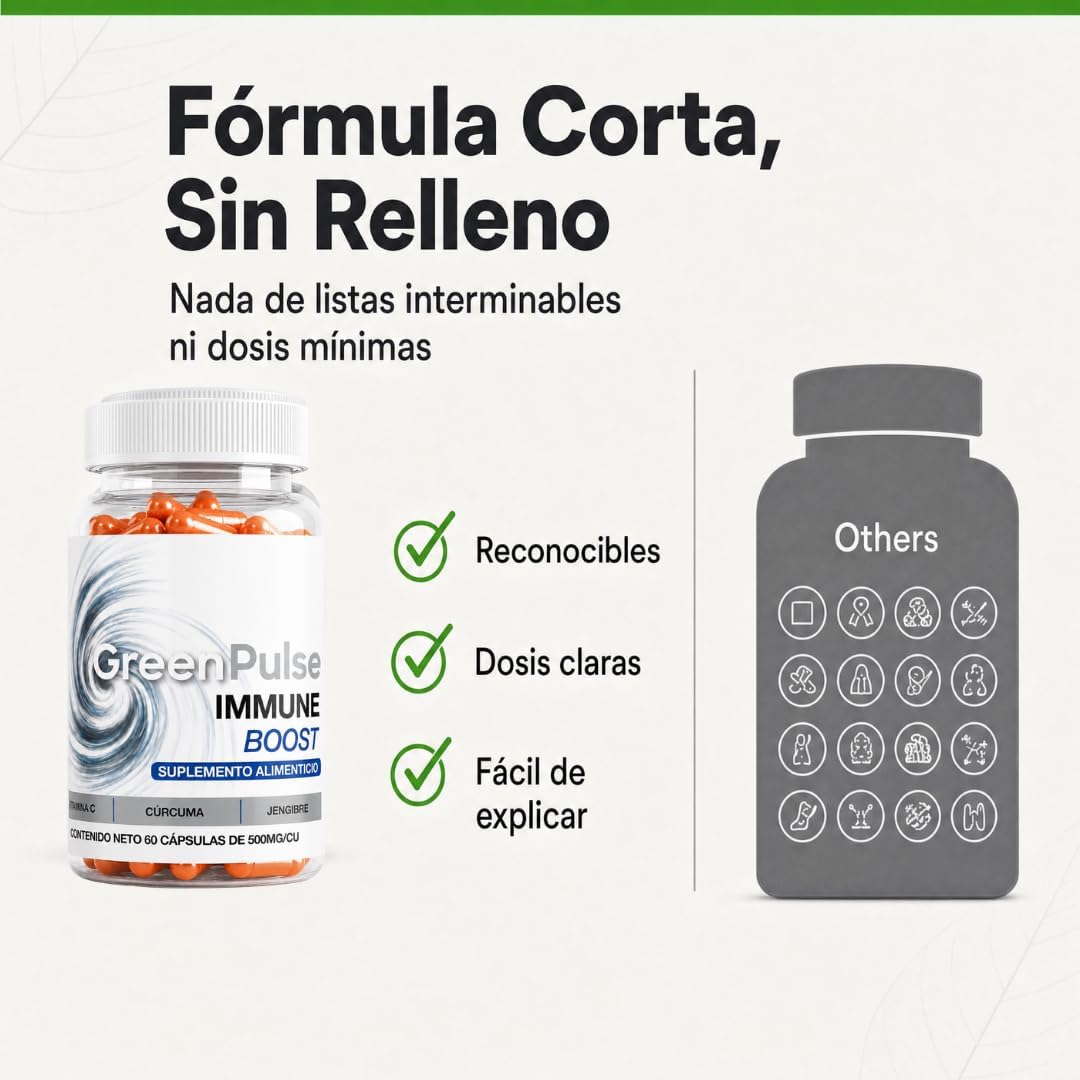 Fórmula Corta,
Sin Relleno
Nada de listas interminables
ni dosis mínimas
GreenPulse
IMMUNE
BOOST
SUPLEMENTO ALIMENTICIO
CÚRCUMA
JENGIBRE
CONTENIDO NETO 60 CÁPSULAS DE 500MG/CU
Reconocibles
Dosis claras
Fácil de
explicar
Others